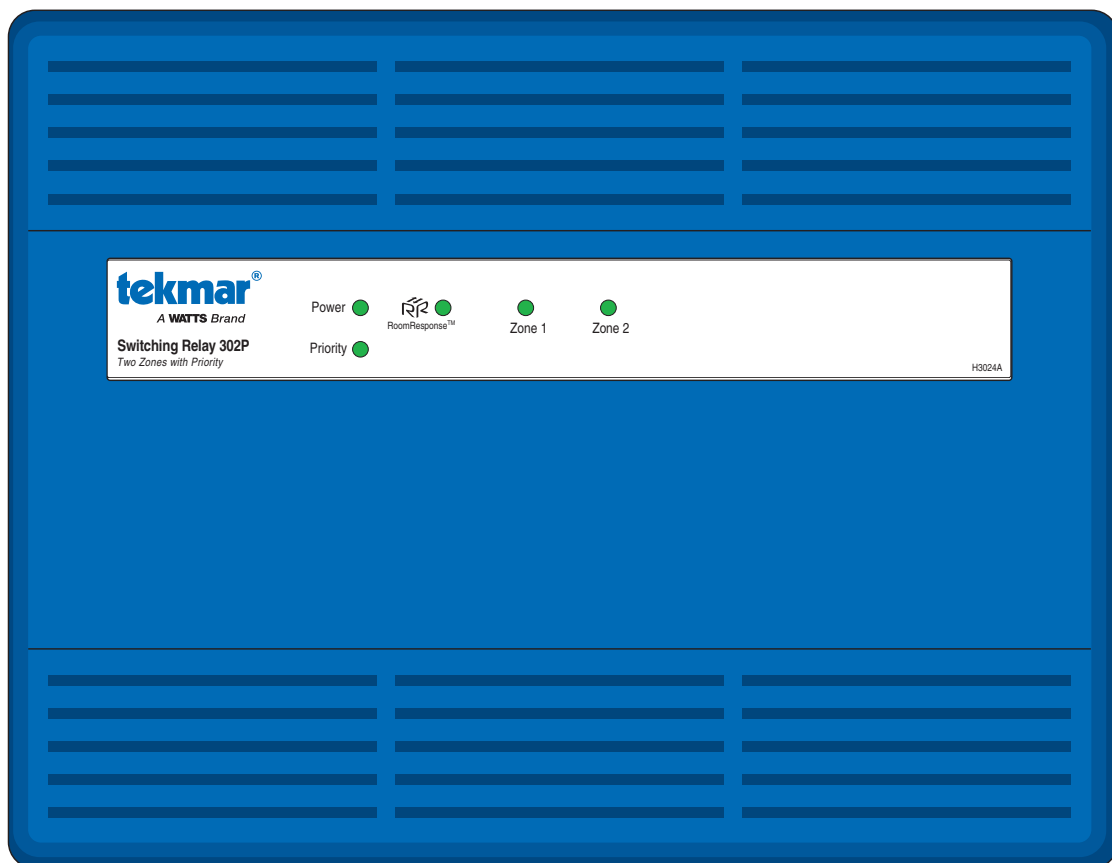 tekmar®
A WATTS Brand
Switching Relay 302P
Two Zones with Priority
Power
RoomResponse™
Zone 1
Zone 2
Priority
H3024A